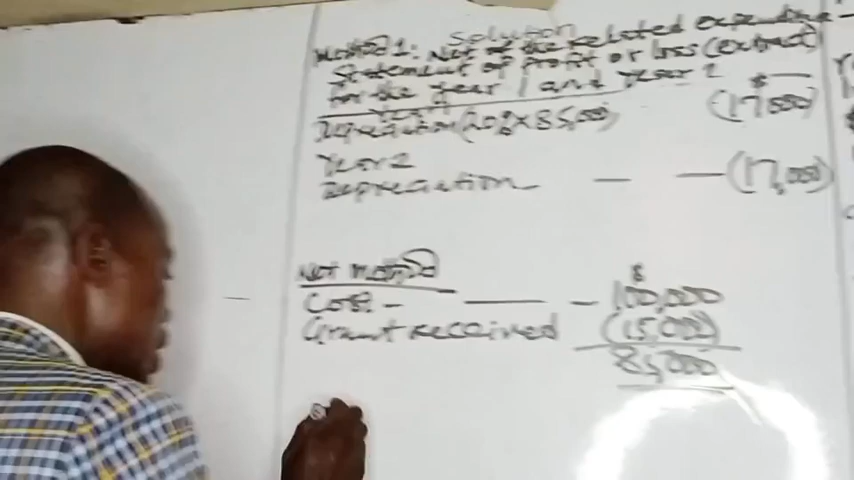 Solution
Method 1: Net of the Related expenditure -
Statement of profit or loss (extract)
for the year 1 and year 2
Year 1 $
Depreciation (20% x 85,000) (17,000)
Year 2
Depreciation — — (17,000)
Net method
$
Cost - — — 100,000
Grant received (15,000)
85,000